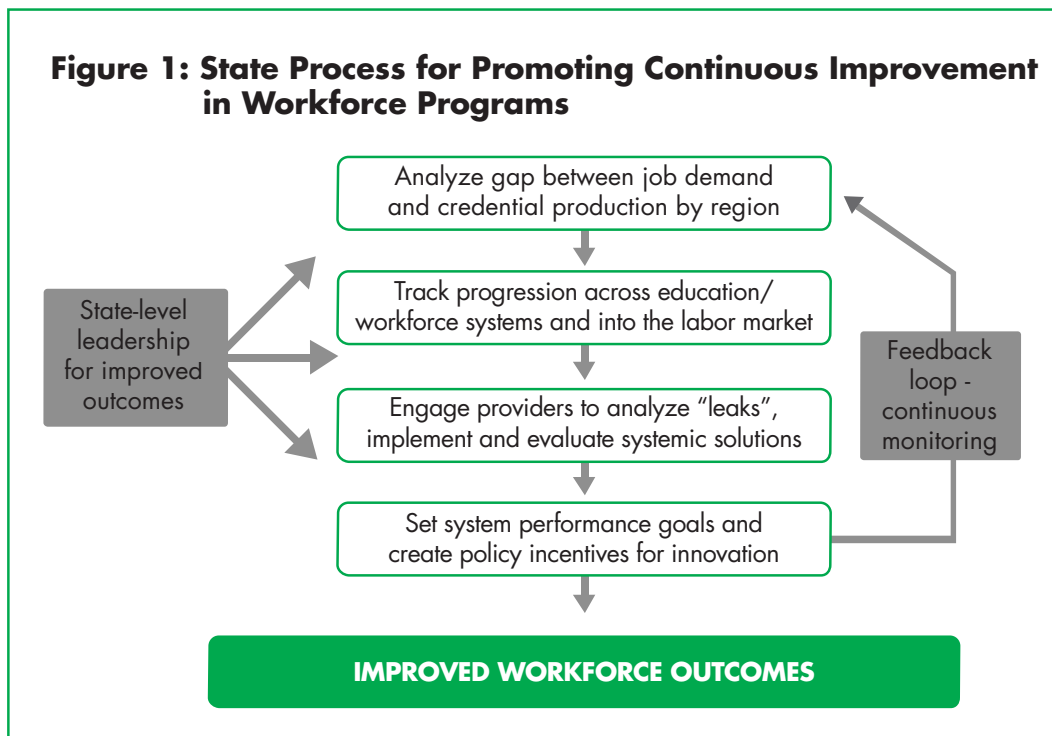 Figure 1: State Process for Promoting Continuous Improvement
in Workforce Programs
Analyze gap between job demand
and credential production by region
State-level
leadership
for improved
outcomes
Track progression across education/
workforce systems and into the labor market
Engage providers to analyze “leaks”,
implement and evaluate systemic solutions
Feedback
loop -
continuous
monitoring
Set system performance goals and
create policy incentives for innovation
IMPROVED WORKFORCE OUTCOMES